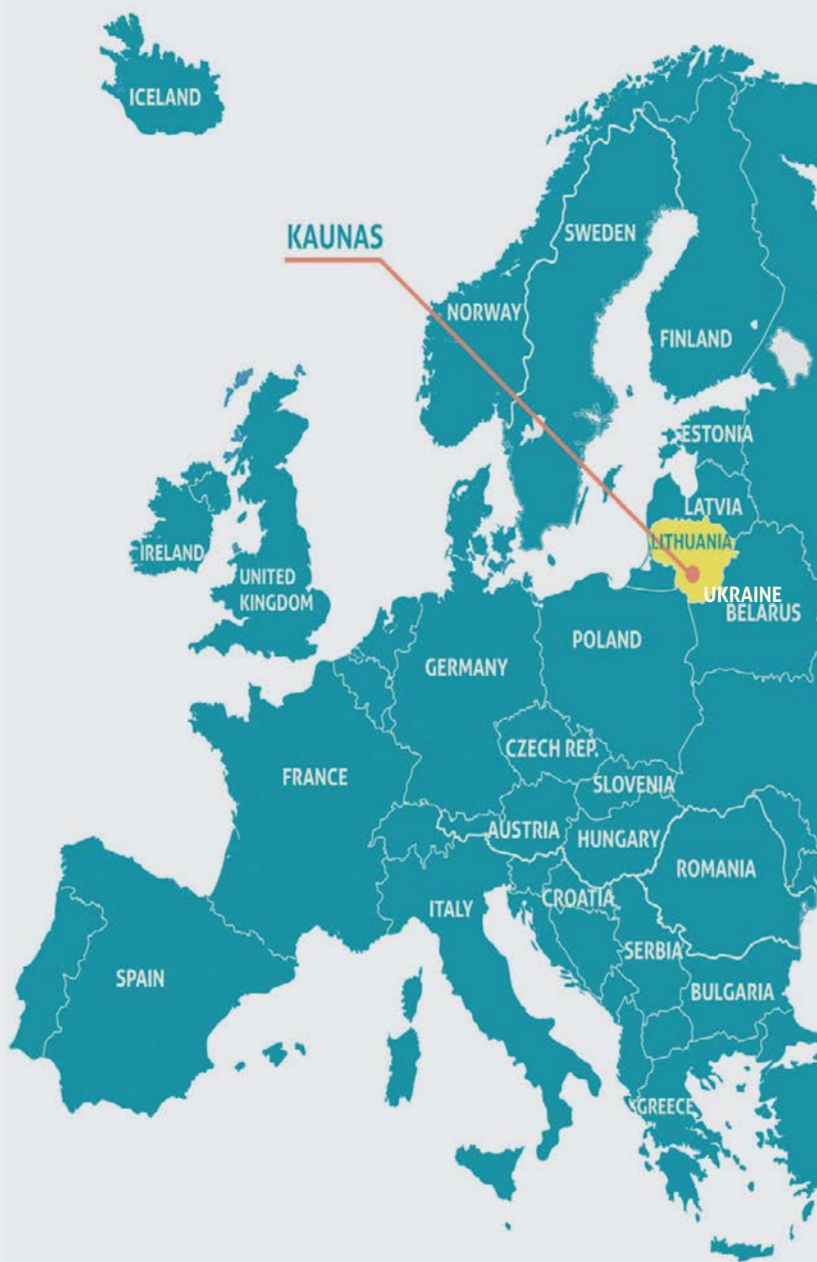 ICELAND
KAUNAS
SWEDEN
NORWAY
FINLAND
ESTONIA
LATVIA
LITHUANIA
IRELAND
UNITED
KINGDOM
UKRAINE
BELARUS
POLAND
GERMANY
CZECH REP.
FRANCE
SLOVENIA
AUSTRIA
HUNGARY
ROMANIA
CROATIA
ITALY
SERBIA
SPAIN
BULGARIA
GREECE